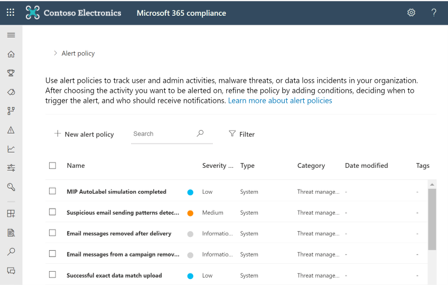 Contoso Electronics Microsoft 365 compliance ?
> Alert policy
Use alert policies to track user and admin activities, malware threats, or data loss incidents in your organization.
After choosing the activity you want to be alerted on, refine the policy by adding conditions, deciding when to
trigger the alert, and who should receive notifications. Learn more about alert policies
+ New alert policy Search Filter
Name Severity ... Type Category Date modified Tags
MIP AutoLabel simulation completed Low System Threat manage... - -
Suspicious email sending patterns detec... Medium System Threat manage... - -
Email messages removed after delivery Informatio... System Threat manage... - -
Email messages from a campaign remov... Informatio... System Threat manage... - -
Successful exact data match upload Low System Threat manage... - -